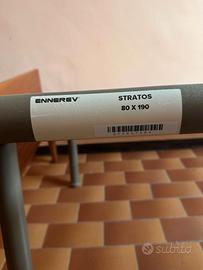 ENNEREV
STRATOS
80 X 190
subito